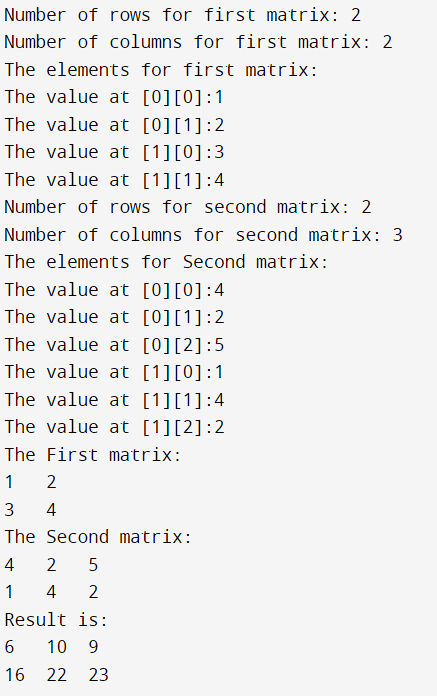 Number of rows for first matrix: 2
Number of columns for first matrix: 2
The elements for first matrix:
The value at [0][0]:1
The value at [0][1]:2
The value at [1][0]:3
The value at [1][1]:4
Number of rows for second matrix: 2
Number of columns for second matrix: 3
The elements for Second matrix:
The value at [0][0]:4
The value at [0][1]:2
The value at [0][2]:5
The value at [1][0]:1
The value at [1][1]:4
The value at [1][2]:2
The First matrix:
1   2
3   4
The Second matrix:
4   2   5
1   4   2
Result is:
6   10  9
16  22  23